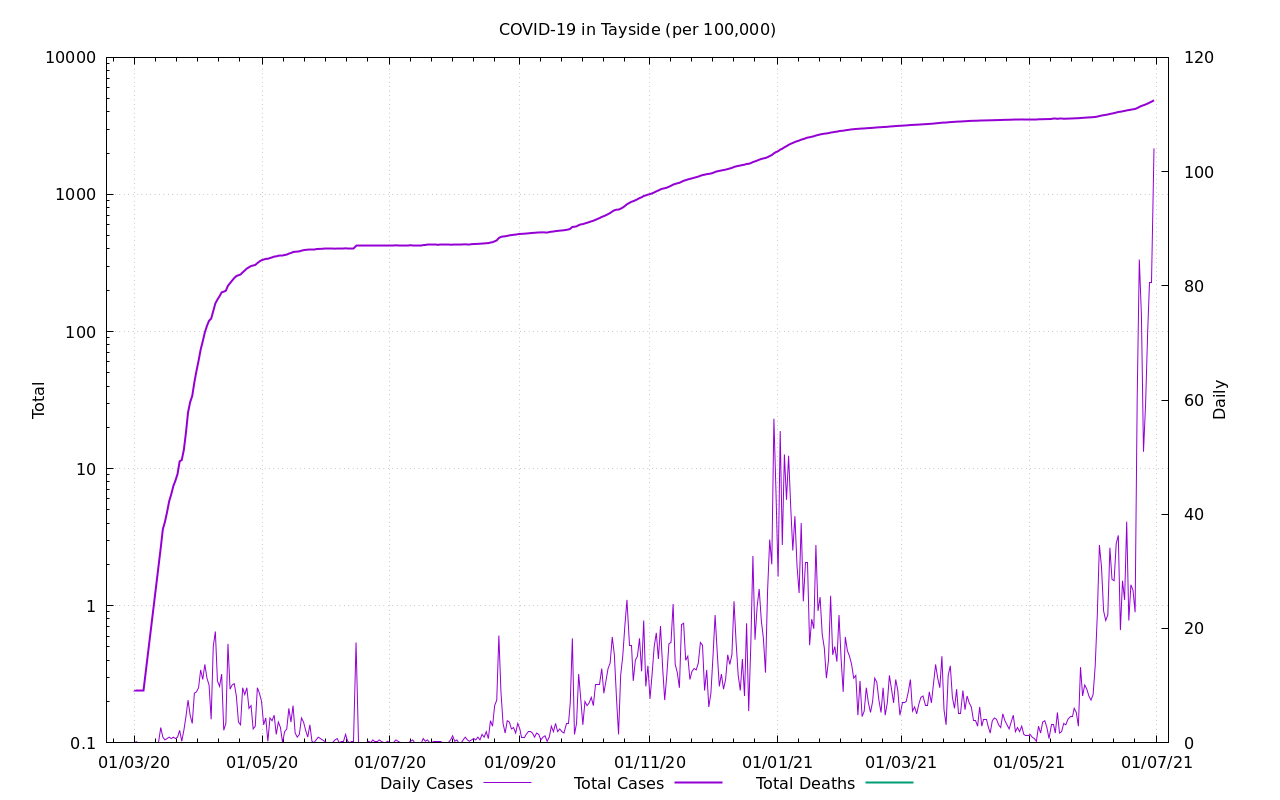 COVID-19 in Tayside (per 100,000)
10000
1000
100
10
1
0.1
Total
120
100
80
60
40
20
0
Daily
01/03/20 01/05/20 01/07/20 01/09/20 01/11/20 01/01/21 01/03/21 01/05/21 01/07/21
Daily Cases Total Cases Total Deaths